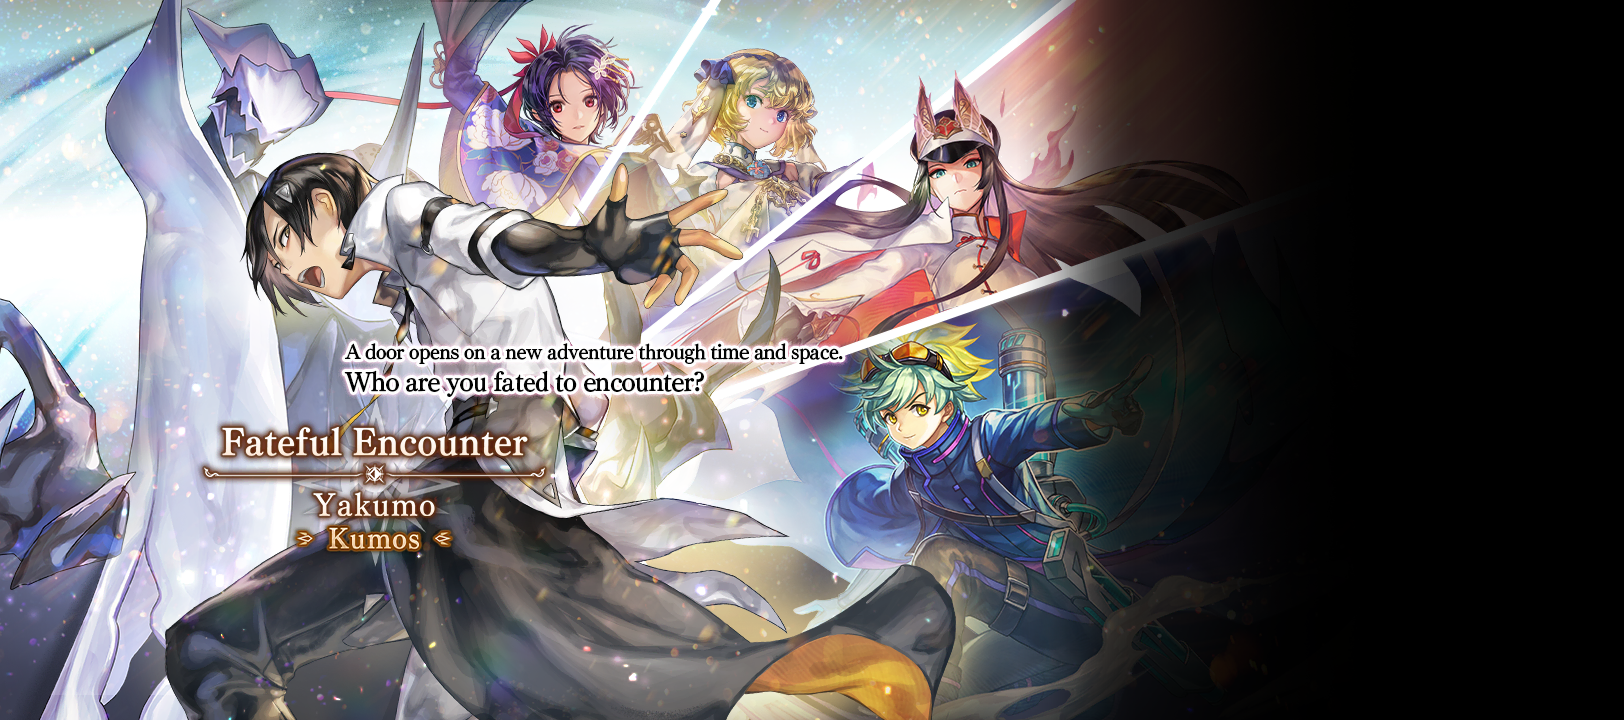 A door opens on a new adventure through time and space.
Who are you fated to encounter?
Fateful Encounter
Yakumo
Kumos